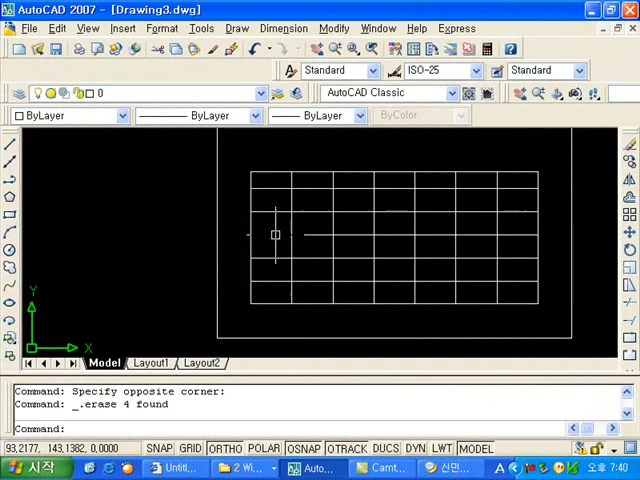 AutoCAD 2007 - [Drawing3.dwg]
File Edit View Insert Format Tools Draw Dimension Modify Window Help Express
Standard ISO-25 Standard
0 AutoCAD Classic
ByLayer ByLayer ByLayer ByColor
Y
X
Model Layout1 Layout2
Command: Specify opposite corner:
Command: _.erase 4 found
Command:
93,2177, 143,1382, 0,0000 SNAP GRID ORTHO POLAR OSNAP OTRACK DUCS DYN LWT MODEL
시작 Untitl... 2 Wi... Auto... Carnt... 신민... A 오후 7:40